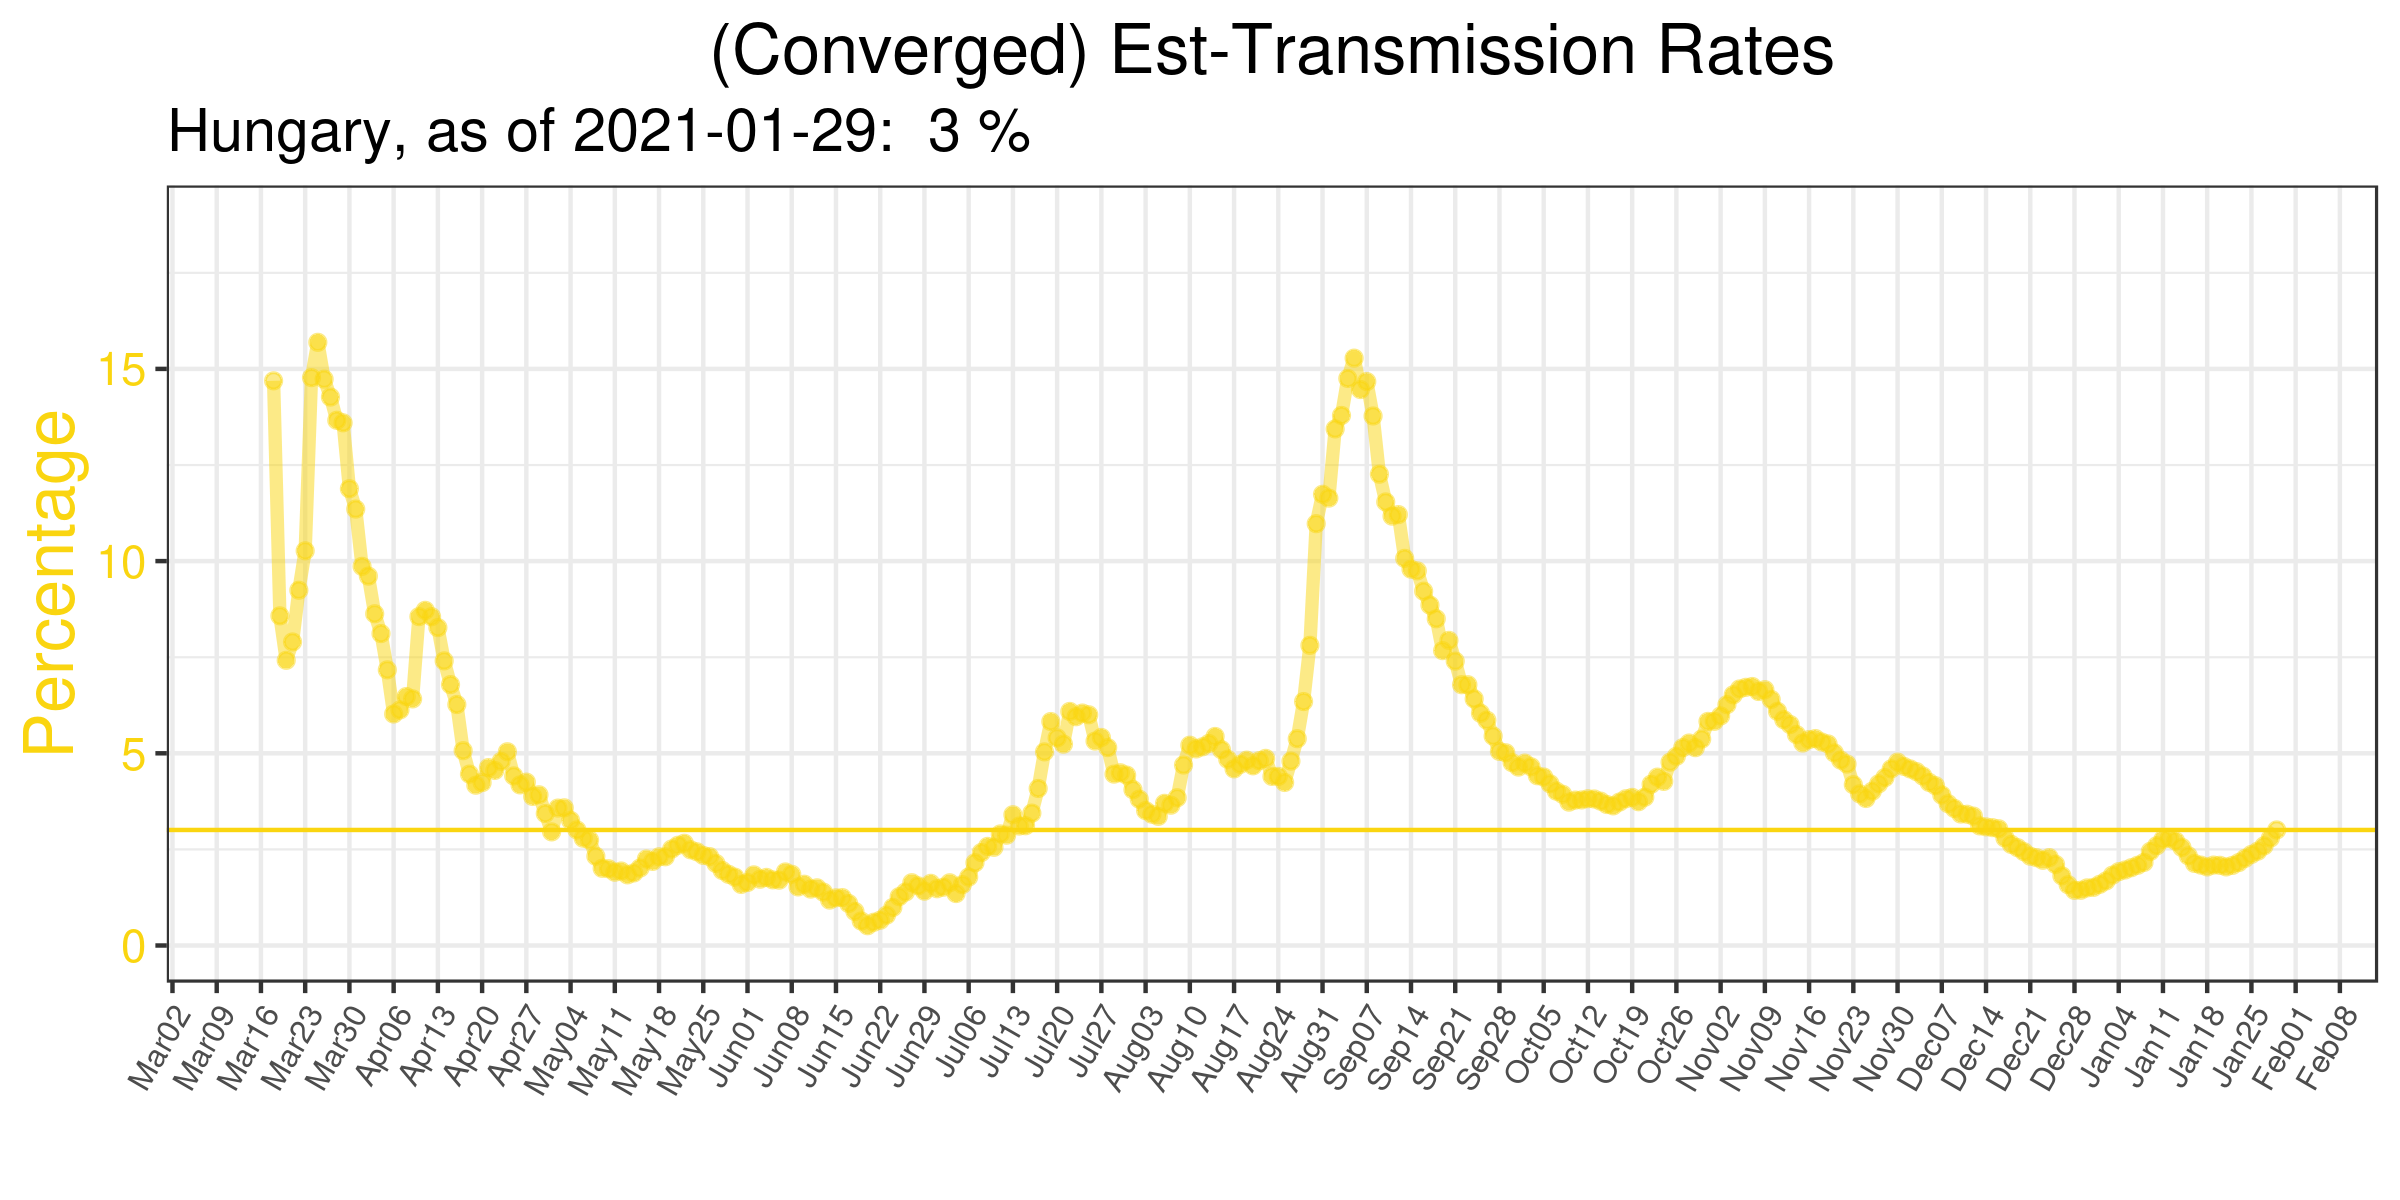 (Converged) Est-Transmission Rates
Hungary, as of 2021-01-29:  3 %
Percentage
15
10
5
0
Mar02 Mar09 Mar16 Mar23 Mar30 Apr06 Apr13 Apr20 Apr27 May04 May11 May18 May25 Jun01 Jun08 Jun15 Jun22 Jun29 Jul06 Jul13 Jul20 Jul27 Aug03 Aug10 Aug17 Aug24 Aug31 Sep07 Sep14 Sep21 Sep28 Oct05 Oct12 Oct19 Oct26 Nov02 Nov09 Nov16 Nov23 Nov30 Dec07 Dec14 Dec21 Dec28 Jan04 Jan11 Jan18 Jan25 Feb01 Feb08